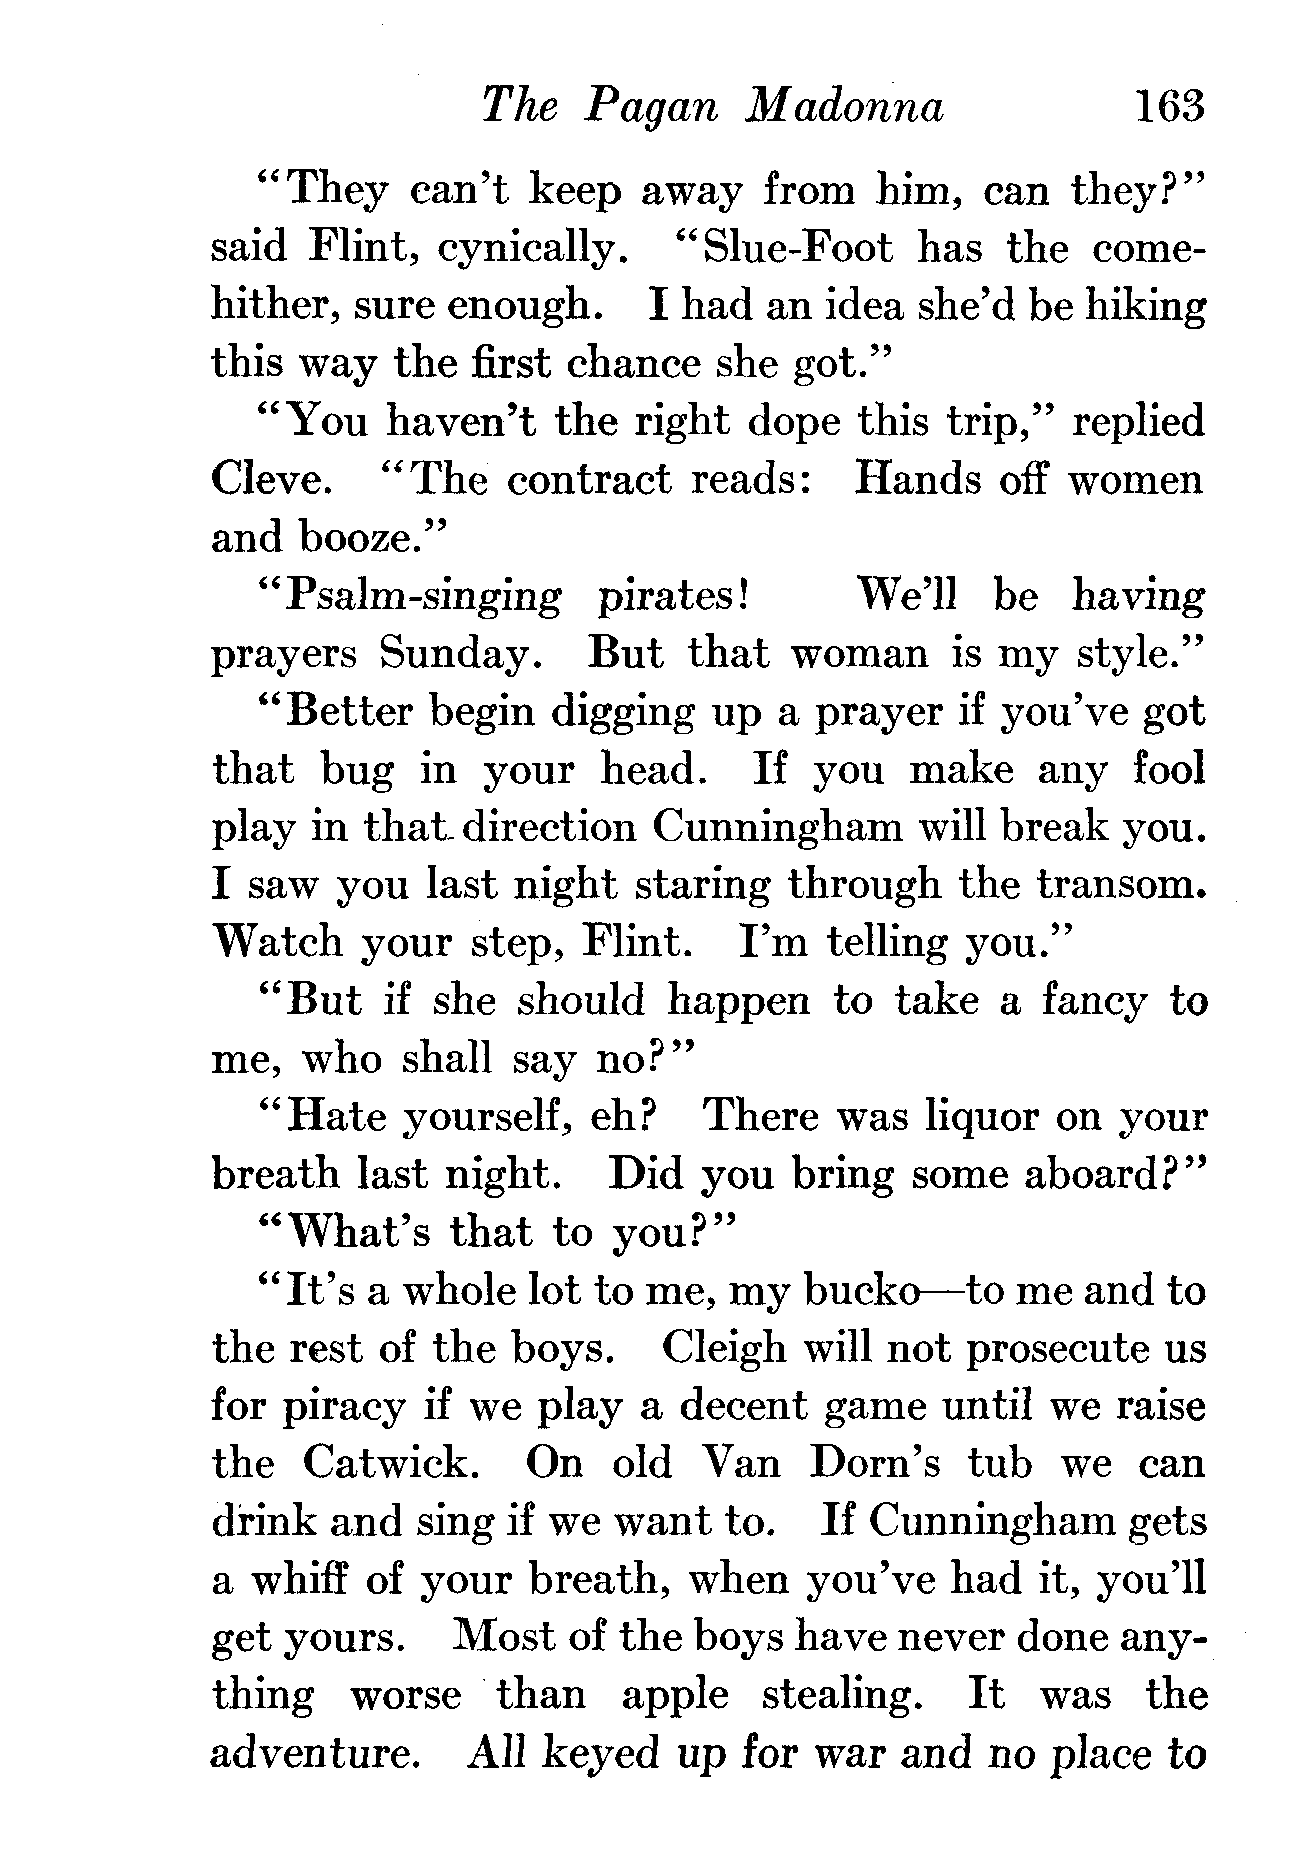 The Pagan Madonna 163
“They can’t keep away from him, can they?”
said Flint, cynically. “Slue-Foot has the come-
hither, sure enough. I had an idea she’d be hiking
this way the first chance she got.”
“You haven’t the right dope this trip,” replied
Cleve. “The contract reads: Hands off women
and booze.”
“Psalm-singing pirates! We’ll be having
prayers Sunday. But that woman is my style.”
“Better begin digging up a prayer if you’ve got
that bug in your head. If you make any fool
play in that direction Cunningham will break you.
I saw you last night staring through the transom.
Watch your step, Flint. I’m telling you.”
“But if she should happen to take a fancy to
me, who shall say no?”
“Hate yourself, eh? There was liquor on your
breath last night. Did you bring some aboard?”
“What’s that to you?”
“It’s a whole lot to me, my bucko—to me and to
the rest of the boys. Cleigh will not prosecute us
for piracy if we play a decent game until we raise
the Catwick. On old Van Dorn’s tub we can
drink and sing if we want to. If Cunningham gets
a whiff of your breath, when you’ve had it, you’ll
get yours. Most of the boys have never done any-
thing worse than apple stealing. It was the
adventure. All keyed up for war and no place to